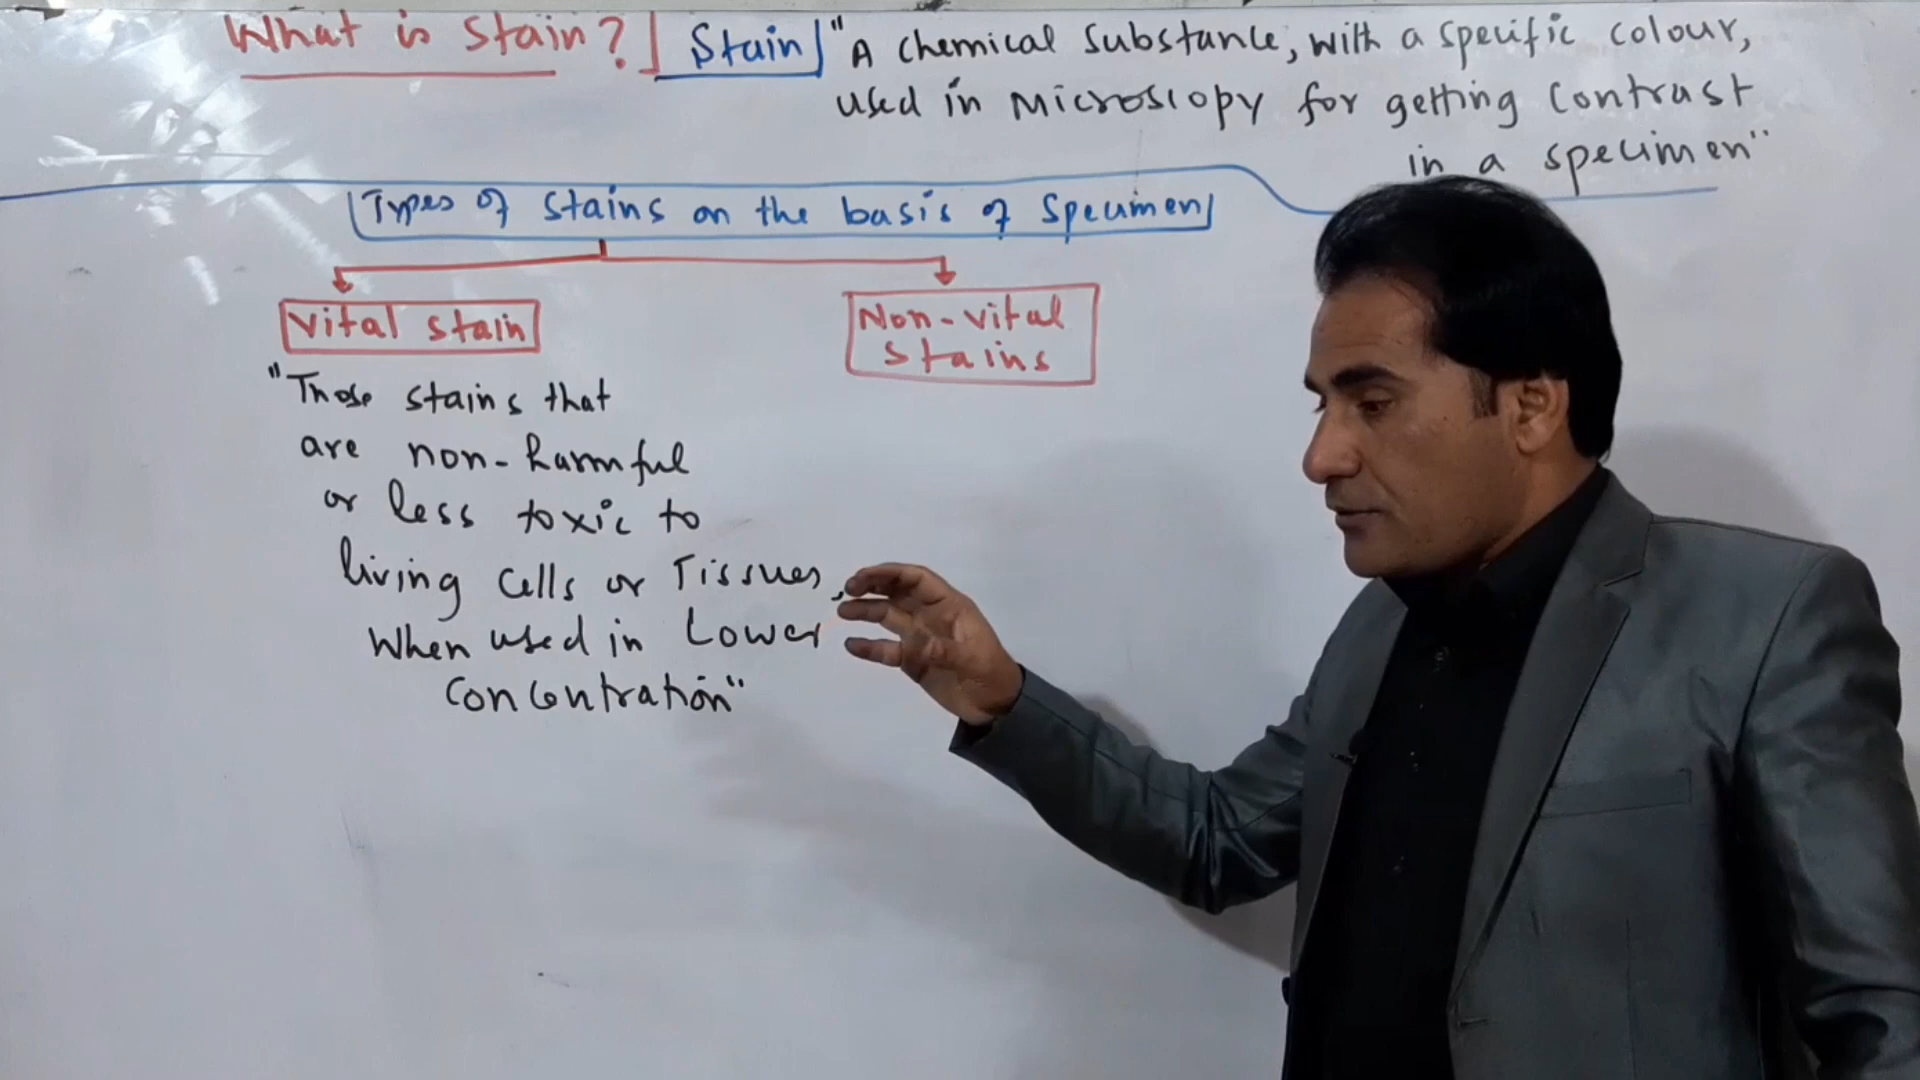 What is Stain? Stain "A chemical substance, with a specific colour,
used in Microscopy for getting contrast
in a specimen"
Types of stains on the basis of specimen
Vital stain
Non-vital
stains
"Those stains that
are non-harmful
or less toxic to
living cells or Tissues,
when used in Lower
concentration"